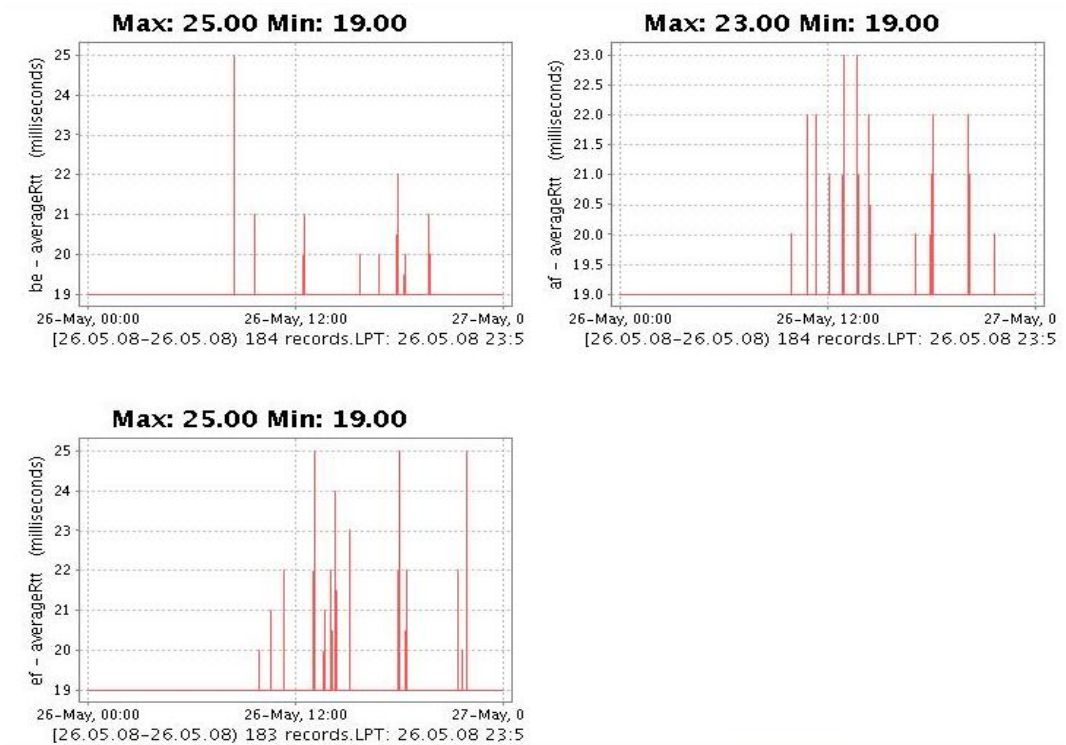 Max: 25.00 Min: 19.00
be - averageRtt (milliseconds)
25
24
23
22
21
20
19
26-May, 00:00
26-May, 12:00
27-May, 0
[26.05.08-26.05.08) 184 records.LPT: 26.05.08 23:5
Max: 23.00 Min: 19.00
af - averageRtt (milliseconds)
23.0
22.5
22.0
21.5
21.0
20.5
20.0
19.5
19.0
26-May, 00:00
26-May, 12:00
27-May, 0
[26.05.08-26.05.08) 184 records.LPT: 26.05.08 23:5
Max: 25.00 Min: 19.00
ef - averageRtt (milliseconds)
25
24
23
22
21
20
19
26-May, 00:00
26-May, 12:00
27-May, 0
[26.05.08-26.05.08) 183 records.LPT: 26.05.08 23:5